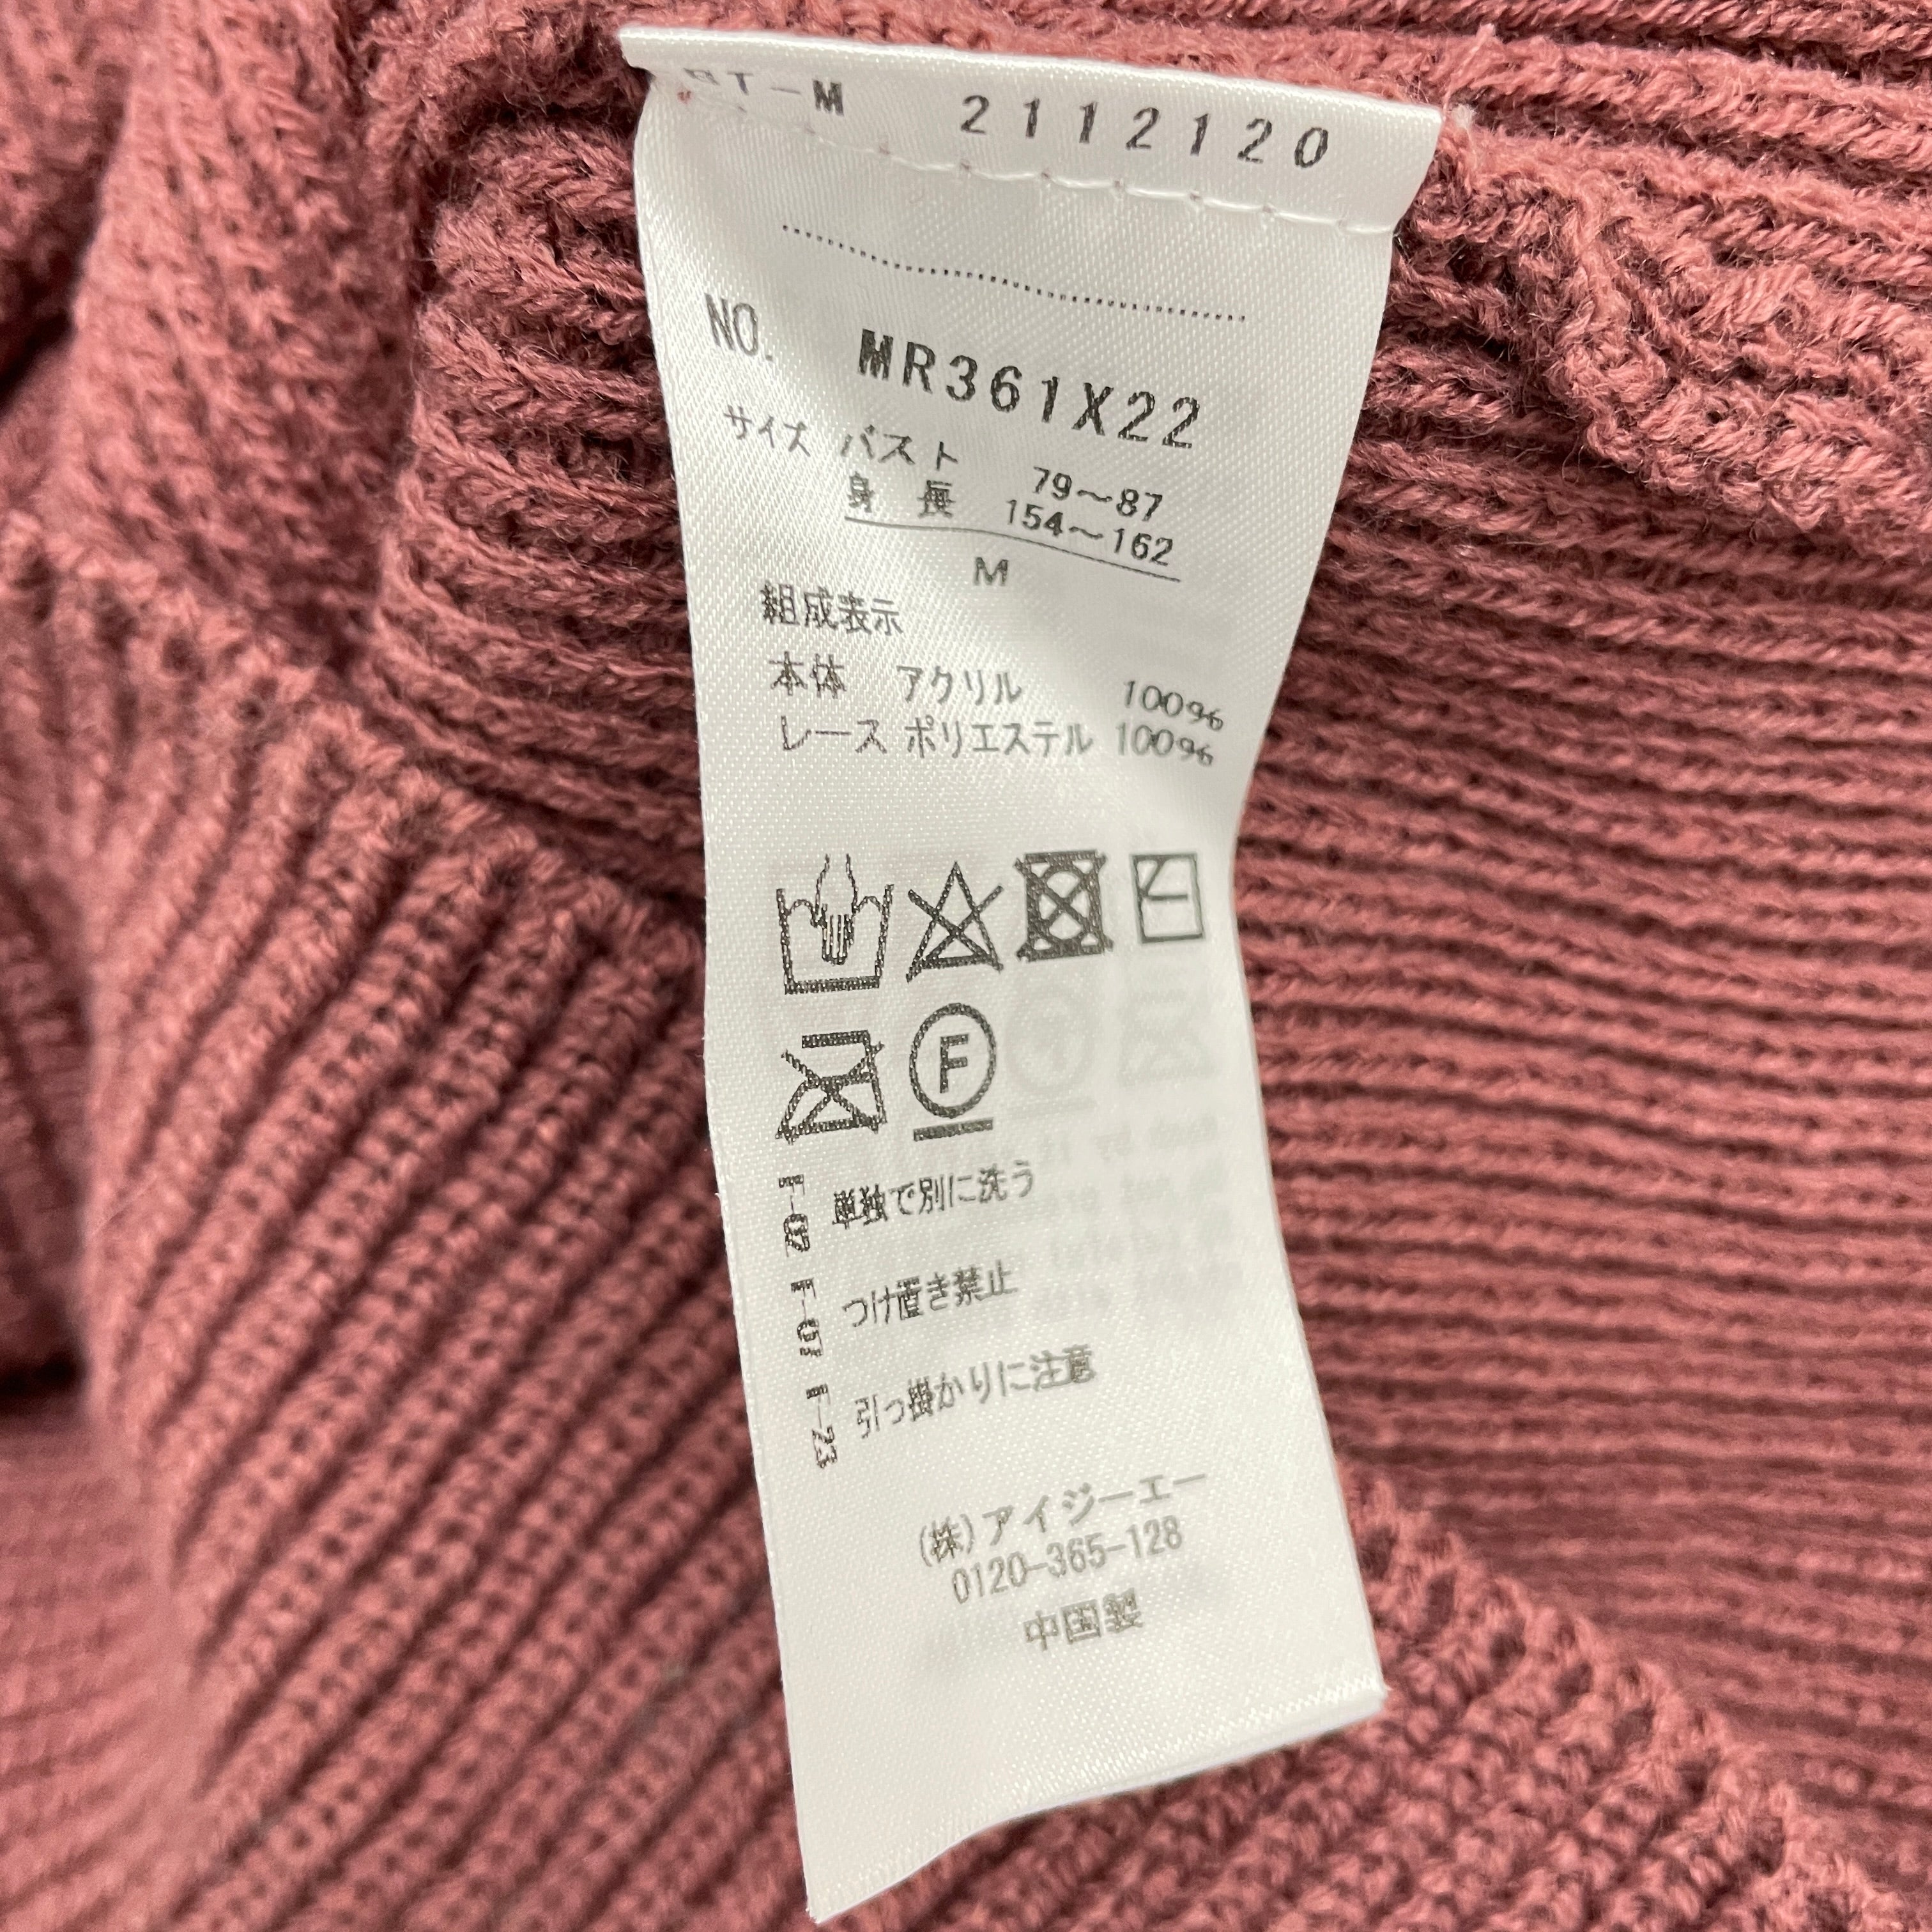 -M 2112120
NO. MR361X22
サイズ バスト 79～87
身長 154～162
M
組成表示
本体 アクリル 100%
レース ポリエステル 100%
F
単独で別に洗う
つけ置き禁止
F-23 引っ掛かりに注意
(株)アイジーエー
0120-365-128
中国製